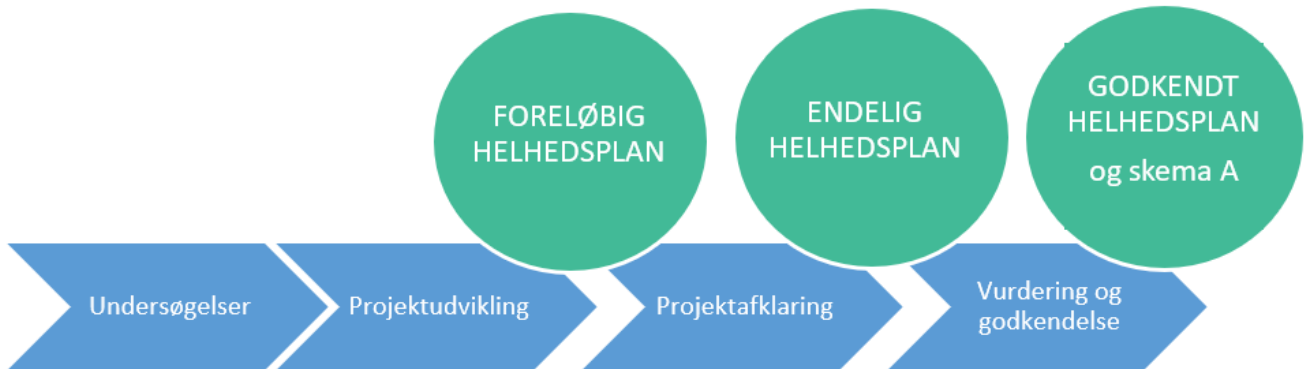 FORELØBIG
HELHEDSPLAN
ENDELIG
HELHEDSPLAN
GODKENDT
HELHEDSPLAN
og skema A
Undersøgelser
Projektudvikling
Projektafklaring
Vurdering og
godkendelse